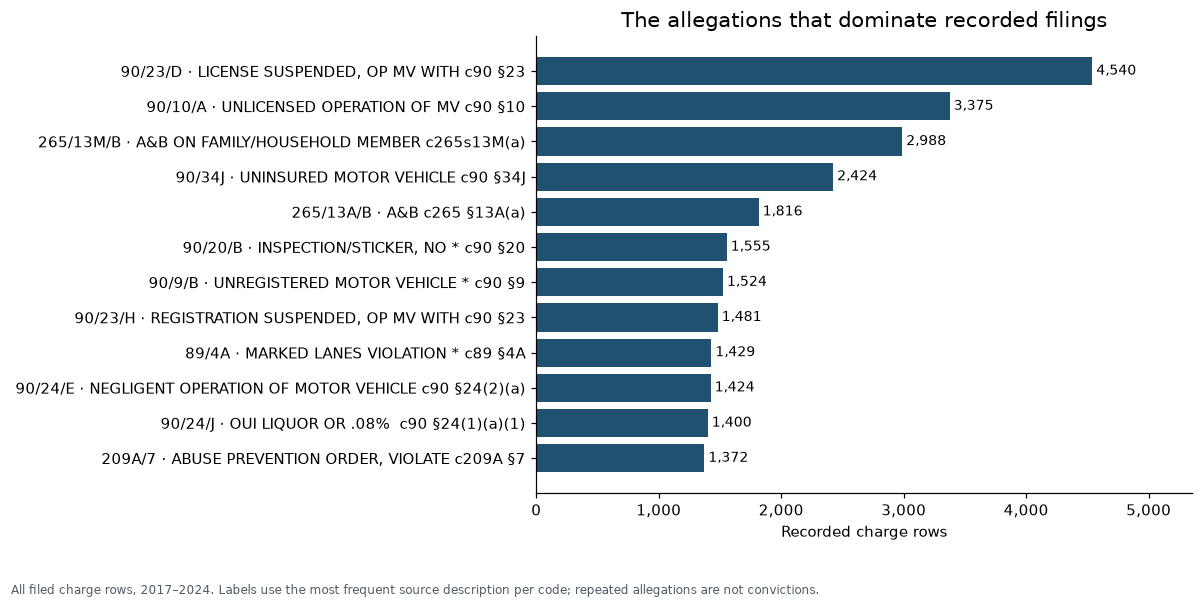 The allegations that dominate recorded filings
90/23/D · LICENSE SUSPENDED, OP MV WITH c90 §23 4,540
90/10/A · UNLICENSED OPERATION OF MV c90 §10 3,375
265/13M/B · A&B ON FAMILY/HOUSEHOLD MEMBER c265s13M(a) 2,988
90/34J · UNINSURED MOTOR VEHICLE c90 §34J 2,424
265/13A/B · A&B c265 §13A(a) 1,816
90/20/B · INSPECTION/STICKER, NO * c90 §20 1,555
90/9/B · UNREGISTERED MOTOR VEHICLE * c90 §9 1,524
90/23/H · REGISTRATION SUSPENDED, OP MV WITH c90 §23 1,481
89/4A · MARKED LANES VIOLATION * c89 §4A 1,429
90/24/E · NEGLIGENT OPERATION OF MOTOR VEHICLE c90 §24(2)(a) 1,424
90/24/J · OUI LIQUOR OR .08%  c90 §24(1)(a)(1) 1,400
209A/7 · ABUSE PREVENTION ORDER, VIOLATE c209A §7 1,372
0 1,000 2,000 3,000 4,000 5,000
Recorded charge rows
All filed charge rows, 2017–2024. Labels use the most frequent source description per code; repeated allegations are not convictions.